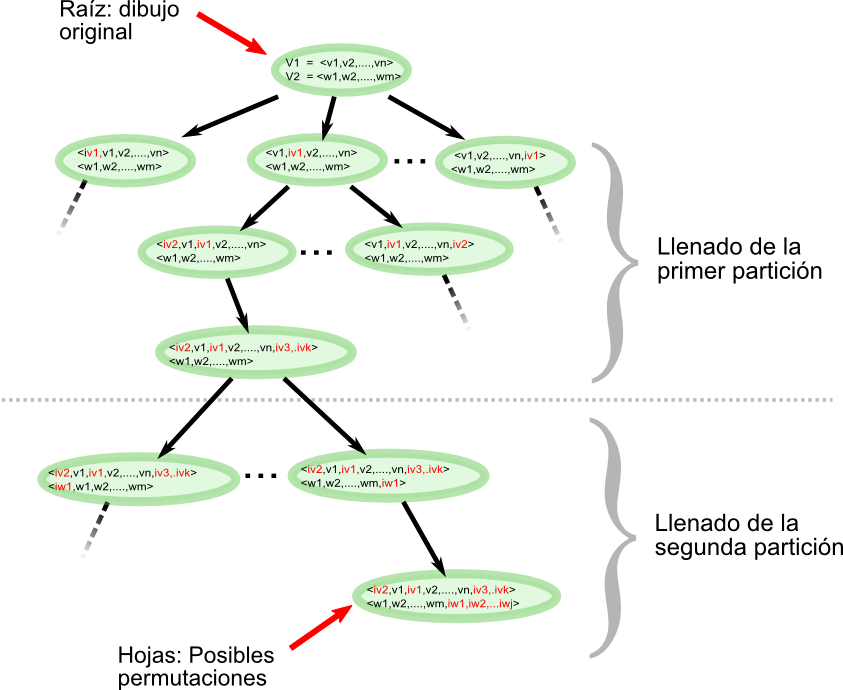 Raíz: dibujo
original
V1 = <v1,v2,....,vn>
V2 = <w1,w2,....,wm>
<iv1,v1,v2,....,vn>
<w1,w2,....,wm>
<v1,iv1,v2,....,vn>
<w1,w2,....,wm>
...
<v1,v2,....,vn,iv1>
<w1,w2,....,wm>
<iv2,v1,iv1,v2,....,vn>
<w1,w2,....,wm>
...
<v1,iv1,v2,....,vn,iv2>
<w1,w2,....,wm>
Llenado de la
primer partición
<iv2,v1,iv1,v2,....,vn,iv3,.ivk>
<w1,w2,....,wm>
<iv2,v1,iv1,v2,....,vn,iv3,.ivk>
<iw1,w1,w2,....,wm>
...
<iv2,v1,iv1,v2,....,vn,iv3,.ivk>
<w1,w2,....,wm,iw1>
Llenado de la
segunda partición
<iv2,v1,iv1,v2,....,vn,iv3,.ivk>
<w1,w2,....,wm,iw1,iw2,...iwj>
Hojas: Posibles
permutaciones